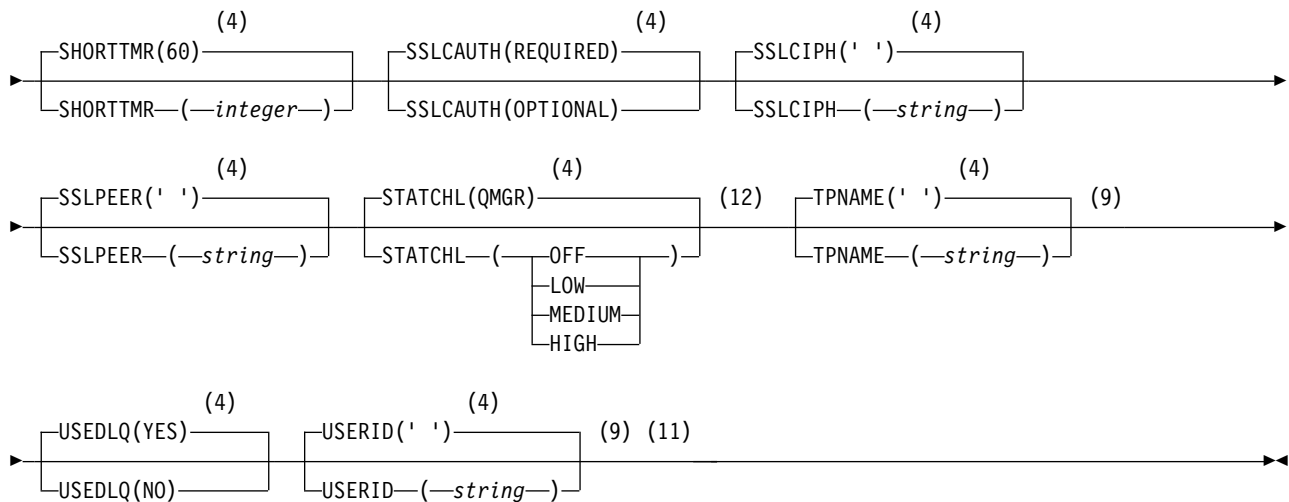 (4) (4) (4)
SHORTTMR(60) SSLCAUTH(REQUIRED) SSLCIPH(' ')
SHORTTMR ( integer ) SSLCAUTH(OPTIONAL) SSLCIPH ( string )
(4) (4) (4)
SSLPEER(' ') STATCHL(QMGR) (12) TPNAME(' ') (9)
SSLPEER ( string ) STATCHL ( OFF ) TPNAME ( string )
LOW
MEDIUM
HIGH
(4) (4)
USEDLQ(YES) USERID(' ') (9) (11)
USEDLQ(NO) USERID ( string )